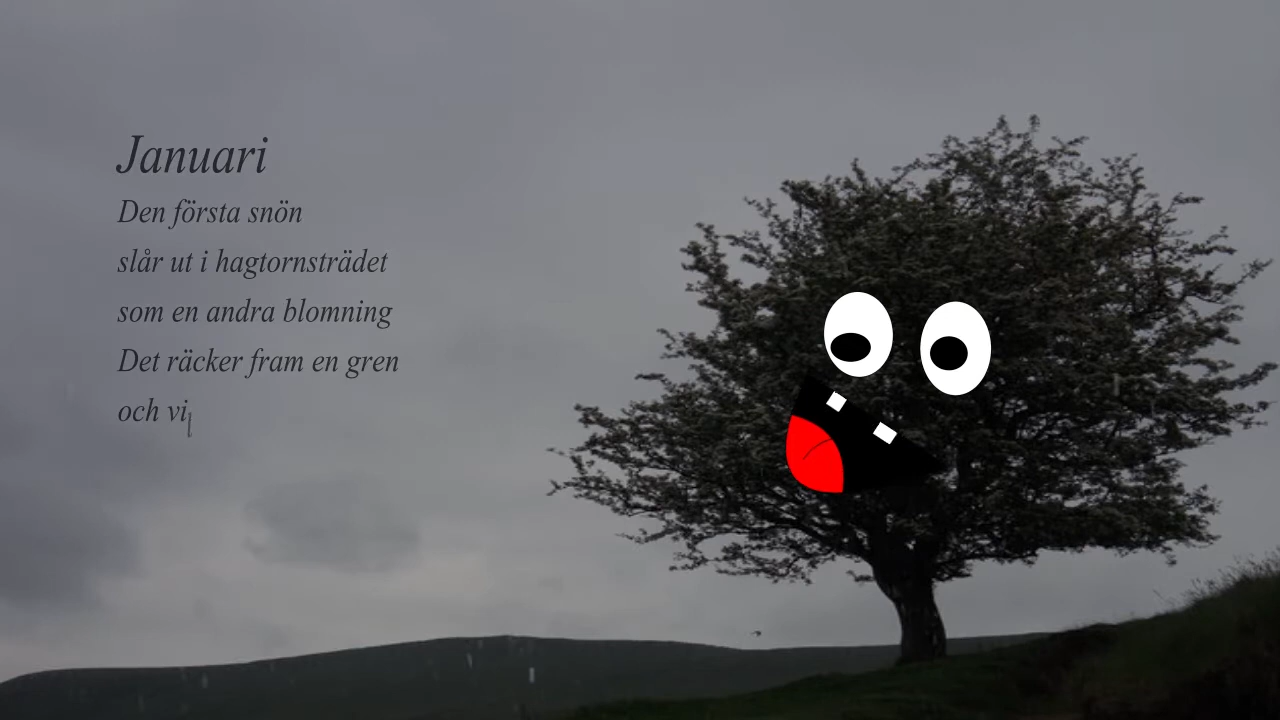 Januari
Den första snön
slår ut i hagtornsträdet
som en andra blomning
Det räcker fram en gren
och vi